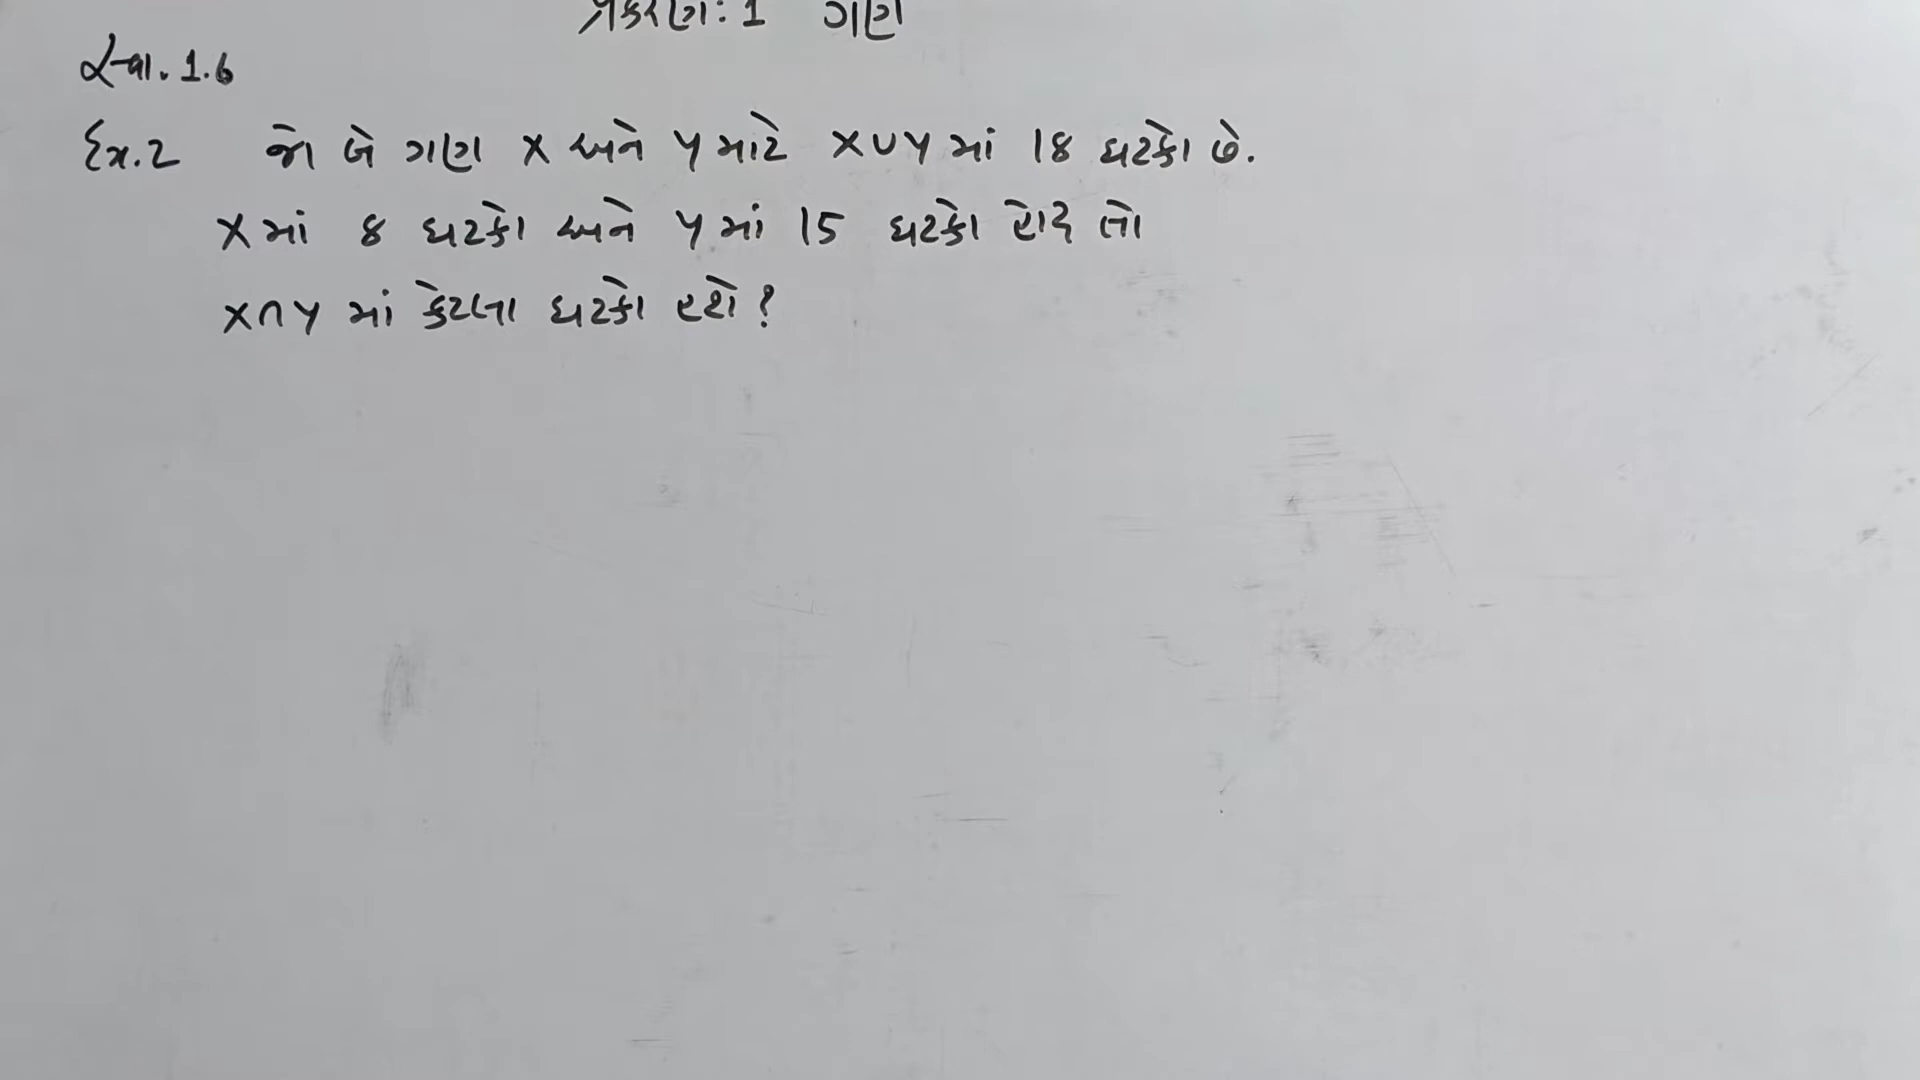 પ્રકરણ: 1 ગણ
સ્વા. 1.6
Ex.2 જો બે ગણ X અને Y માટે X∪Y માં 18 ઘટકો છે.
X માં 8 ઘટકો અને Y માં 15 ઘટકો હોય તો
X∩Y માં કેટલા ઘટકો હશે?